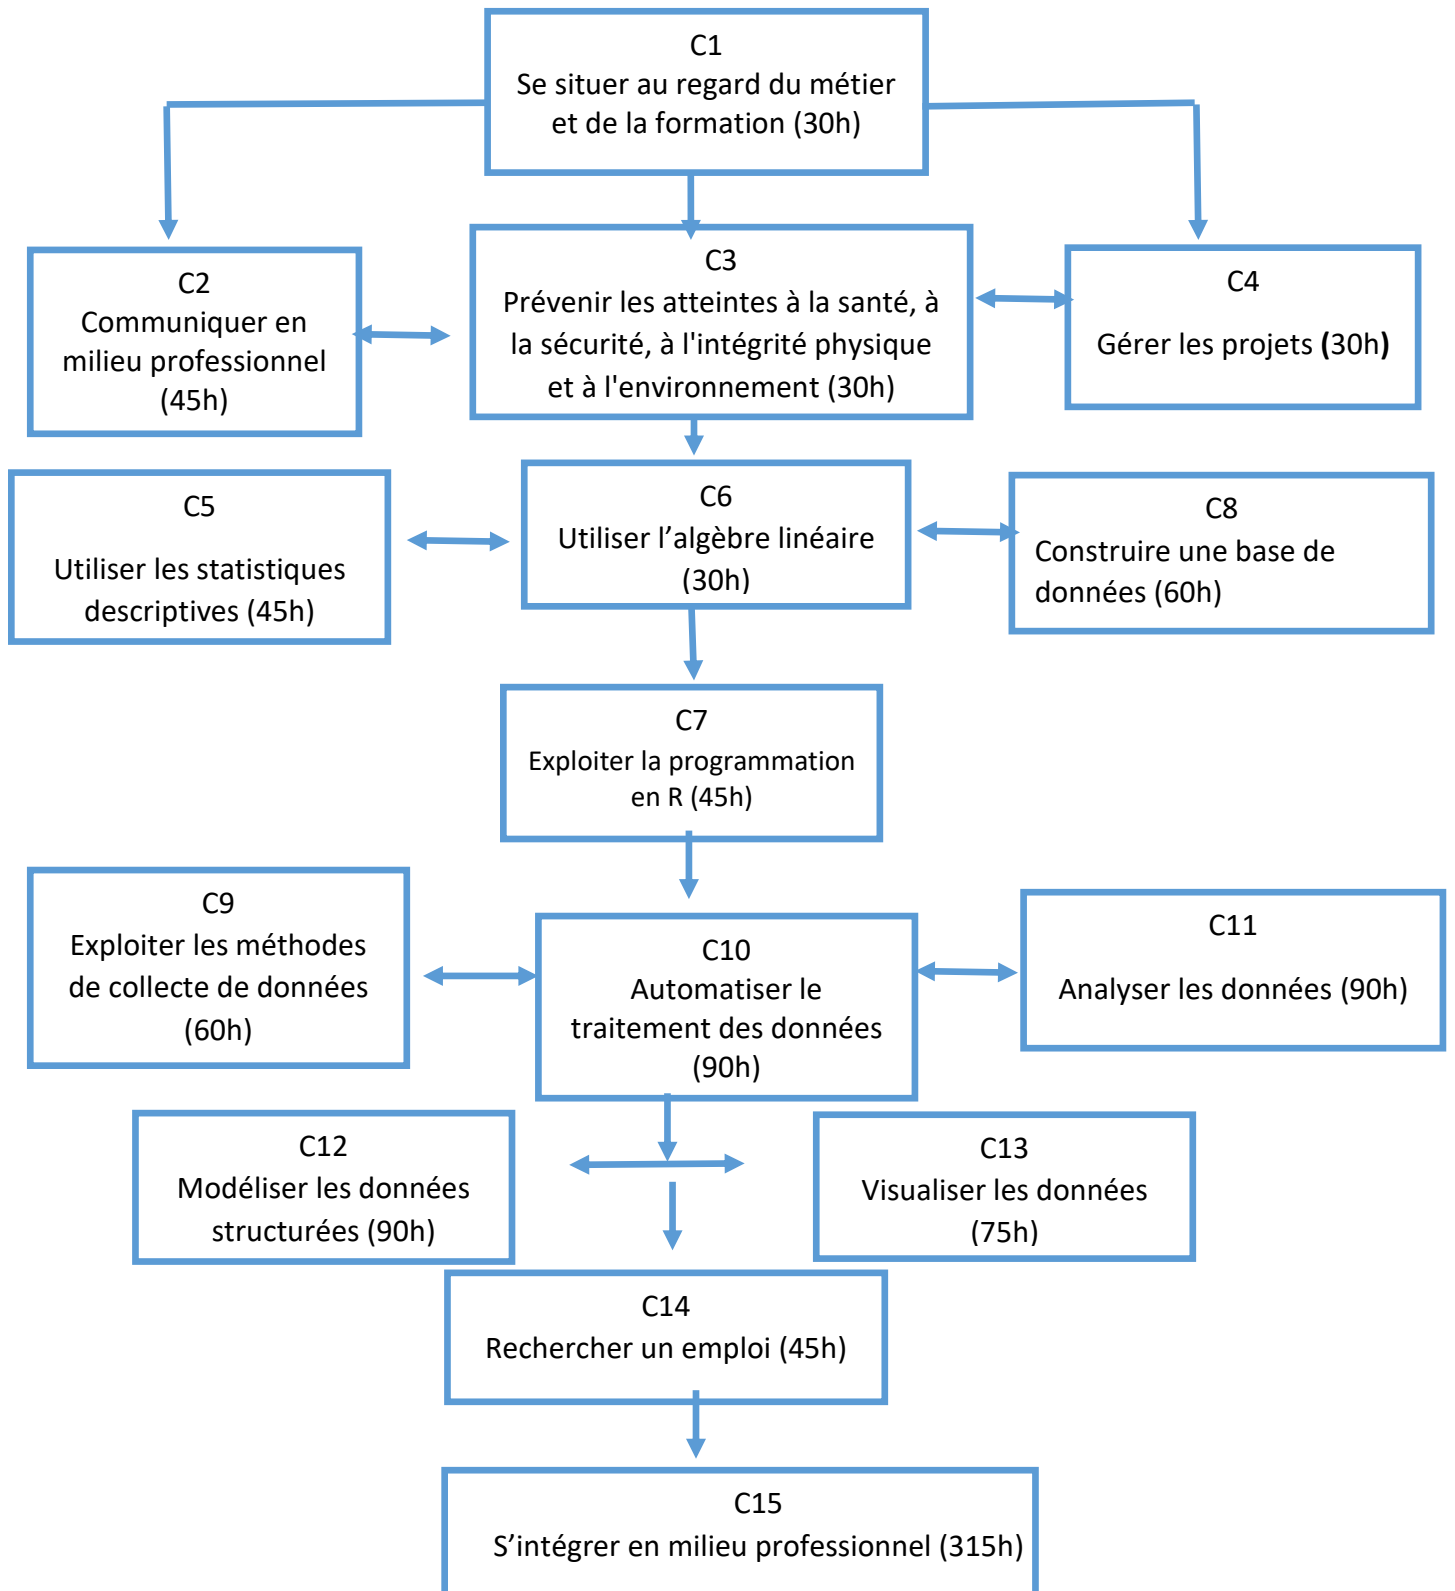 C1
Se situer au regard du métier
et de la formation (30h)
C2
Communiquer en
milieu professionnel
(45h)
C3
Prévenir les atteintes à la santé, à
la sécurité, à l'intégrité physique
et à l'environnement (30h)
C4
Gérer les projets (30h)
C5
Utiliser les statistiques
descriptives (45h)
C6
Utiliser l’algèbre linéaire
(30h)
C8
Construire une base de
données (60h)
C7
Exploiter la programmation
en R (45h)
C9
Exploiter les méthodes
de collecte de données
(60h)
C10
Automatiser le
traitement des données
(90h)
C11
Analyser les données (90h)
C12
Modéliser les données
structurées (90h)
C13
Visualiser les données
(75h)
C14
Rechercher un emploi (45h)
C15
S’intégrer en milieu professionnel (315h)